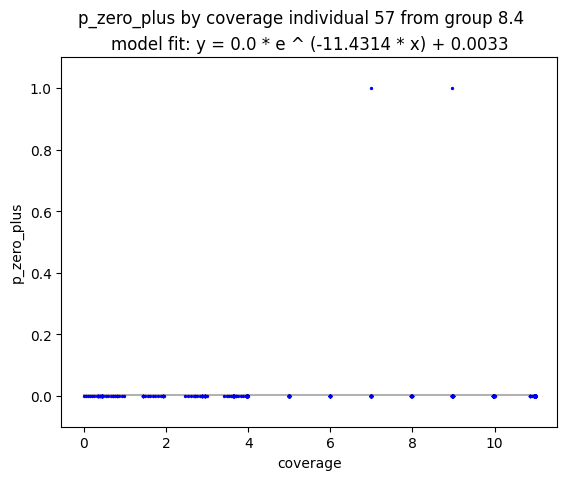 p_zero_plus by coverage individual 57 from group 8.4
model fit: y = 0.0 * e ^ (-11.4314 * x) + 0.0033
1.0
0.8
0.6
0.4
0.2
0.0
p_zero_plus
0 2 4 6 8 10
coverage